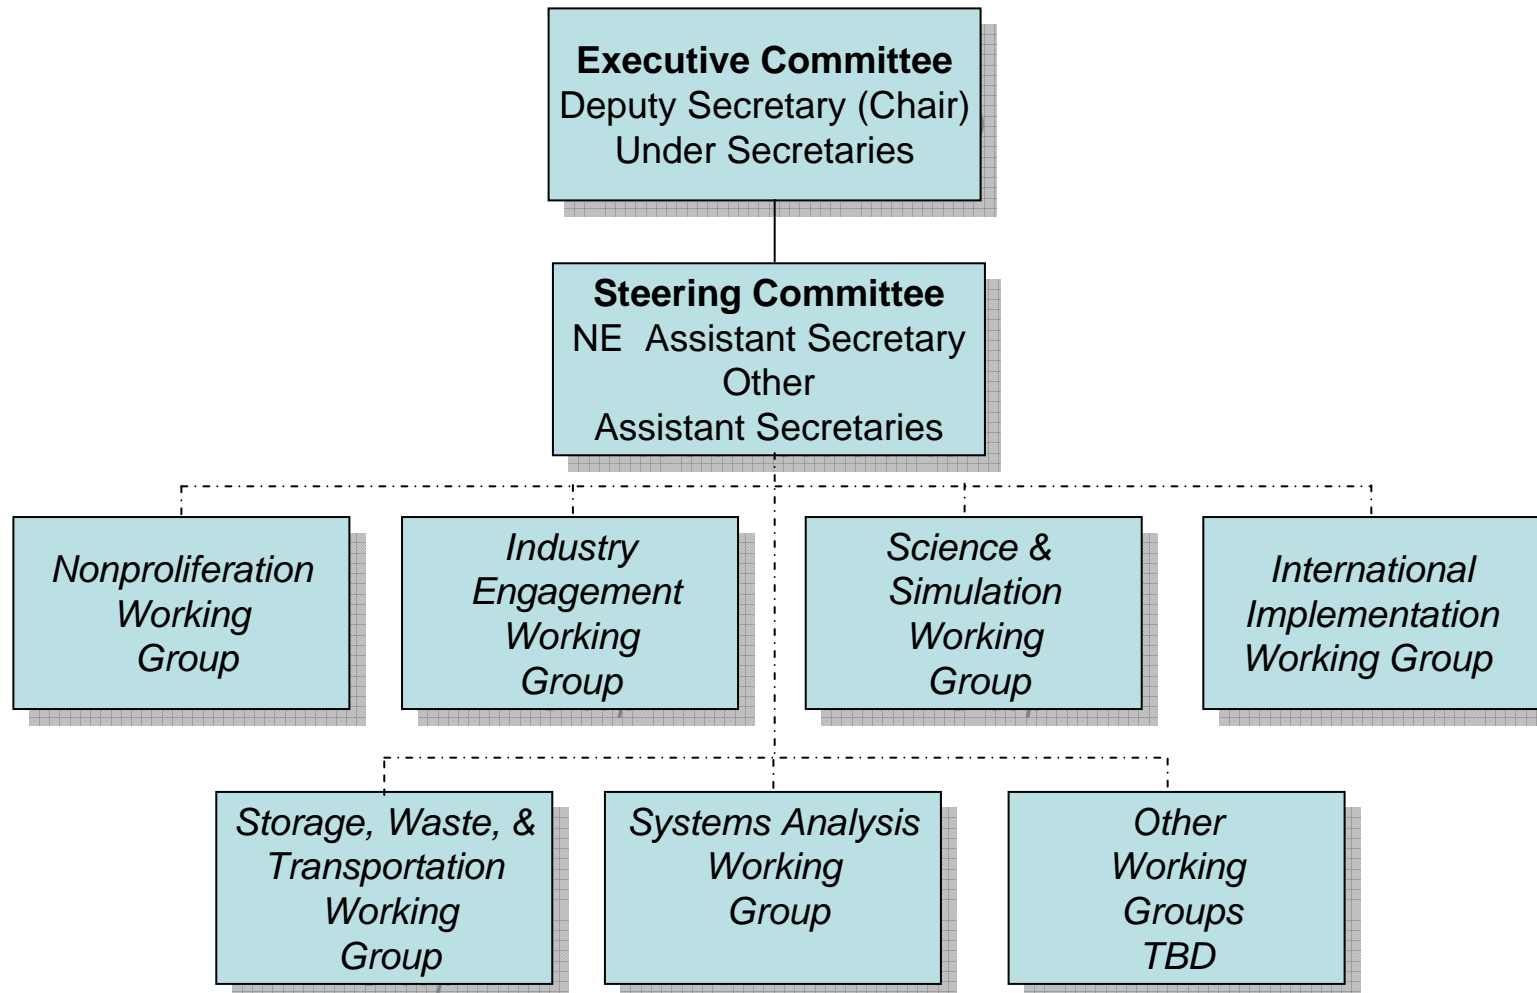 Executive Committee
Deputy Secretary (Chair)
Under Secretaries
Steering Committee
NE Assistant Secretary
Other
Assistant Secretaries
Nonproliferation
Working
Group
Industry
Engagement
Working
Group
Science &
Simulation
Working
Group
International
Implementation
Working Group
Storage, Waste, &
Transportation
Working
Group
Systems Analysis
Working
Group
Other
Working
Groups
TBD